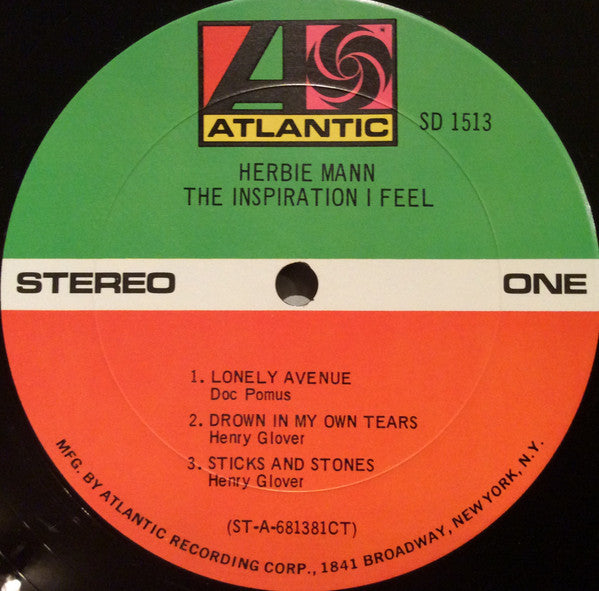 ATLANTIC
SD 1513
HERBIE MANN
THE INSPIRATION I FEEL
STEREO
ONE
1. LONELY AVENUE
Doc Pomus
2. DROWN IN MY OWN TEARS
Henry Glover
3. STICKS AND STONES
Henry Glover
(ST-A-681381CT)
MFG. BY ATLANTIC RECORDING CORP., 1841 BROADWAY, NEW YORK, N.Y.